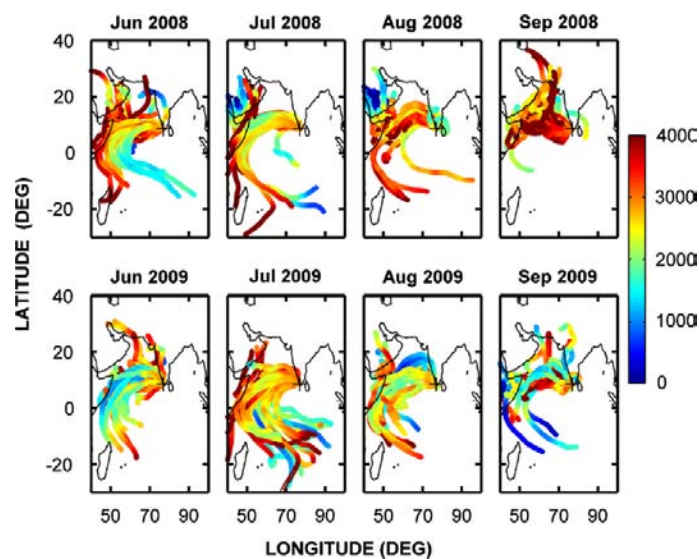 Jun 2008 Jul 2008 Aug 2008 Sep 2008
40
20
0
-20
4000
3000
2000
1000
0
LATITUDE (DEG)
Jun 2009 Jul 2009 Aug 2009 Sep 2009
40
20
0
-20
50 70 90 50 70 90 50 70 90 50 70 90
LONGITUDE (DEG)